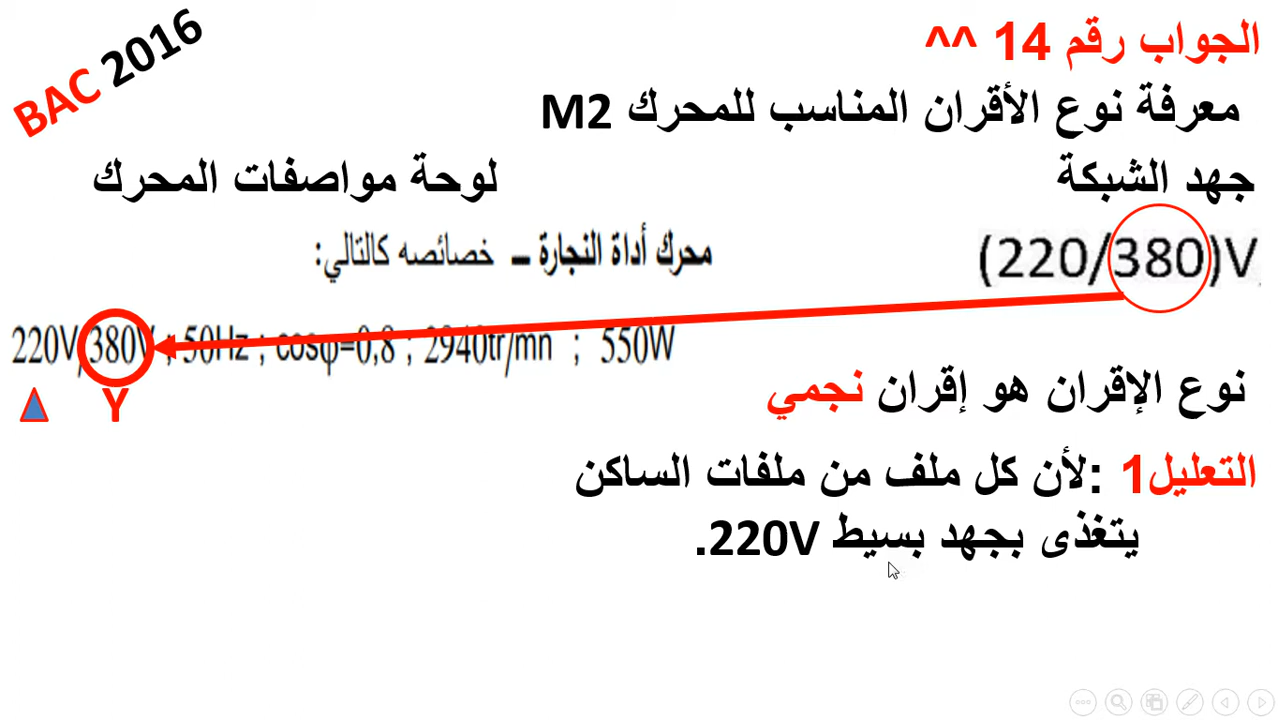 BAC 2016
الجواب رقم 14 ^^
معرفة نوع الأقران المناسب للمحرك M2
جهد الشبكة
لوحة مواصفات المحرك
(220/380)V
محرك أداة النجارة – خصائصه كالتالي:
220V/380V ; 50Hz ; cosφ=0,8 ; 2940tr/mn ; 550W
Y
نوع الإقران هو إقران نجمي
التعليل1 :لأن كل ملف من ملفات الساكن
يتغذى بجهد بسيط 220V.